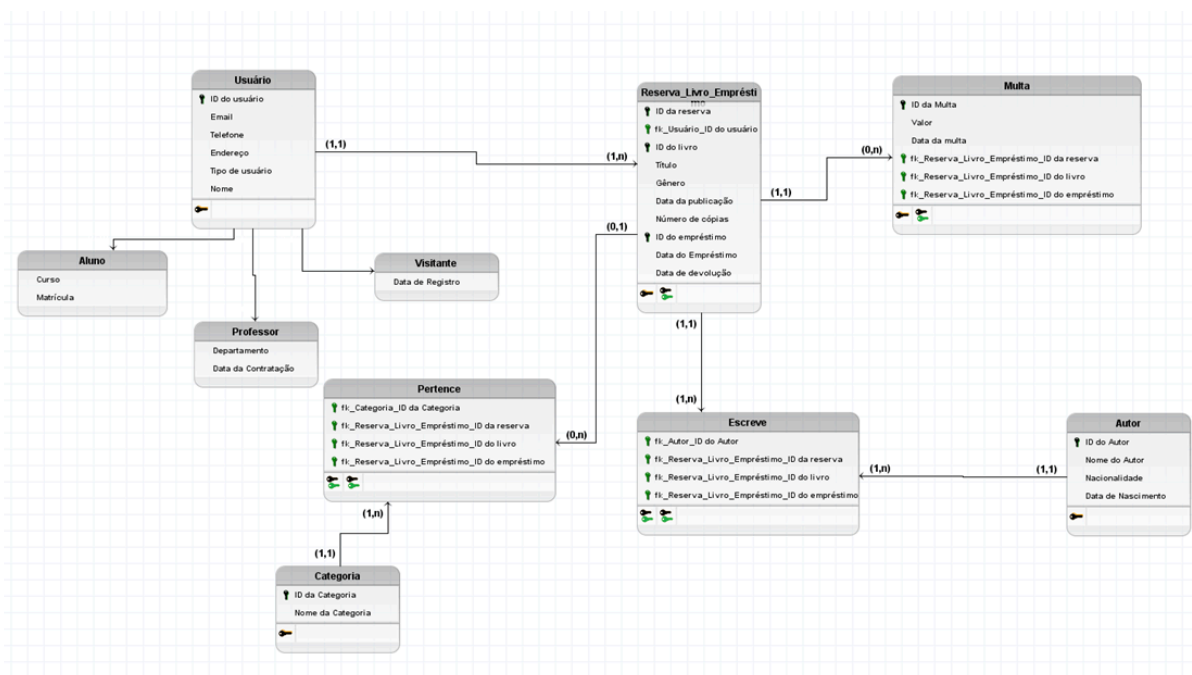 Usuário
ID do usuário
Email
Telefone
Endereço
Tipo de usuário
Nome
(1,1)
(1,n)
Reserva_Livro_Emprésti
mo
ID da reserva
fk_Usuário_ID do usuário
ID do livro
Título
Gênero
Data da publicação
Número de cópias
ID do empréstimo
Data do Empréstimo
Data de devolução
(1,1)
(0,n)
Multa
ID da Multa
Valor
Data da multa
fk_Reserva_Livro_Empréstimo_ID da reserva
fk_Reserva_Livro_Empréstimo_ID do livro
fk_Reserva_Livro_Empréstimo_ID do empréstimo
Aluno
Curso
Matrícula
Visitante
Data de Registro
Professor
Departamento
Data da Contratação
(0,1)
(0,n)
Pertence
fk_Categoria_ID da Categoria
fk_Reserva_Livro_Empréstimo_ID da reserva
fk_Reserva_Livro_Empréstimo_ID do livro
fk_Reserva_Livro_Empréstimo_ID do empréstimo
(1,1)
(1,n)
Escreve
fk_Autor_ID do Autor
fk_Reserva_Livro_Empréstimo_ID da reserva
fk_Reserva_Livro_Empréstimo_ID do livro
fk_Reserva_Livro_Empréstimo_ID do empréstimo
(1,n)
(1,1)
Autor
ID do Autor
Nome do Autor
Nacionalidade
Data de Nascimento
(1,n)
(1,1)
Categoria
ID da Categoria
Nome da Categoria